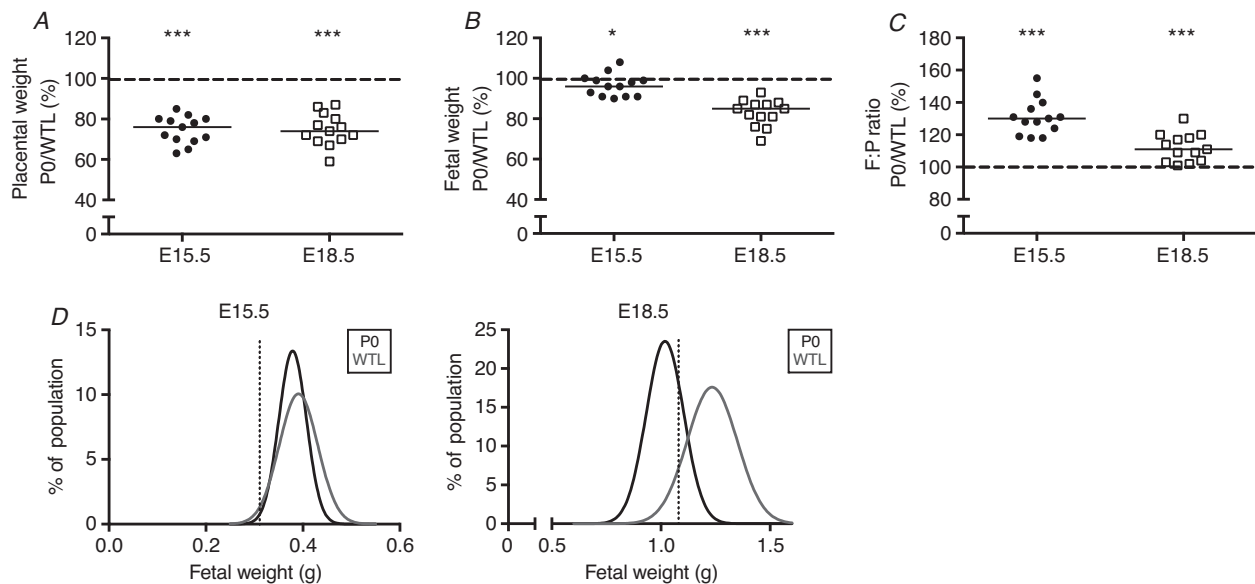 A
Placental weight
P0/WTL (%)
120
100
80
60
40
0
***
***
E15.5
E18.5
B
Fetal weight
P0/WTL (%)
120
100
80
60
40
0
*
***
E15.5
E18.5
C
F:P ratio
P0/WTL (%)
180
160
140
120
100
80
0
***
***
E15.5
E18.5
D
E15.5
% of population
15
10
5
0
P0
WTL
0.0
0.2
0.4
0.6
Fetal weight (g)
E18.5
% of population
25
20
15
10
5
0
P0
WTL
0
0.5
1.0
1.5
Fetal weight (g)